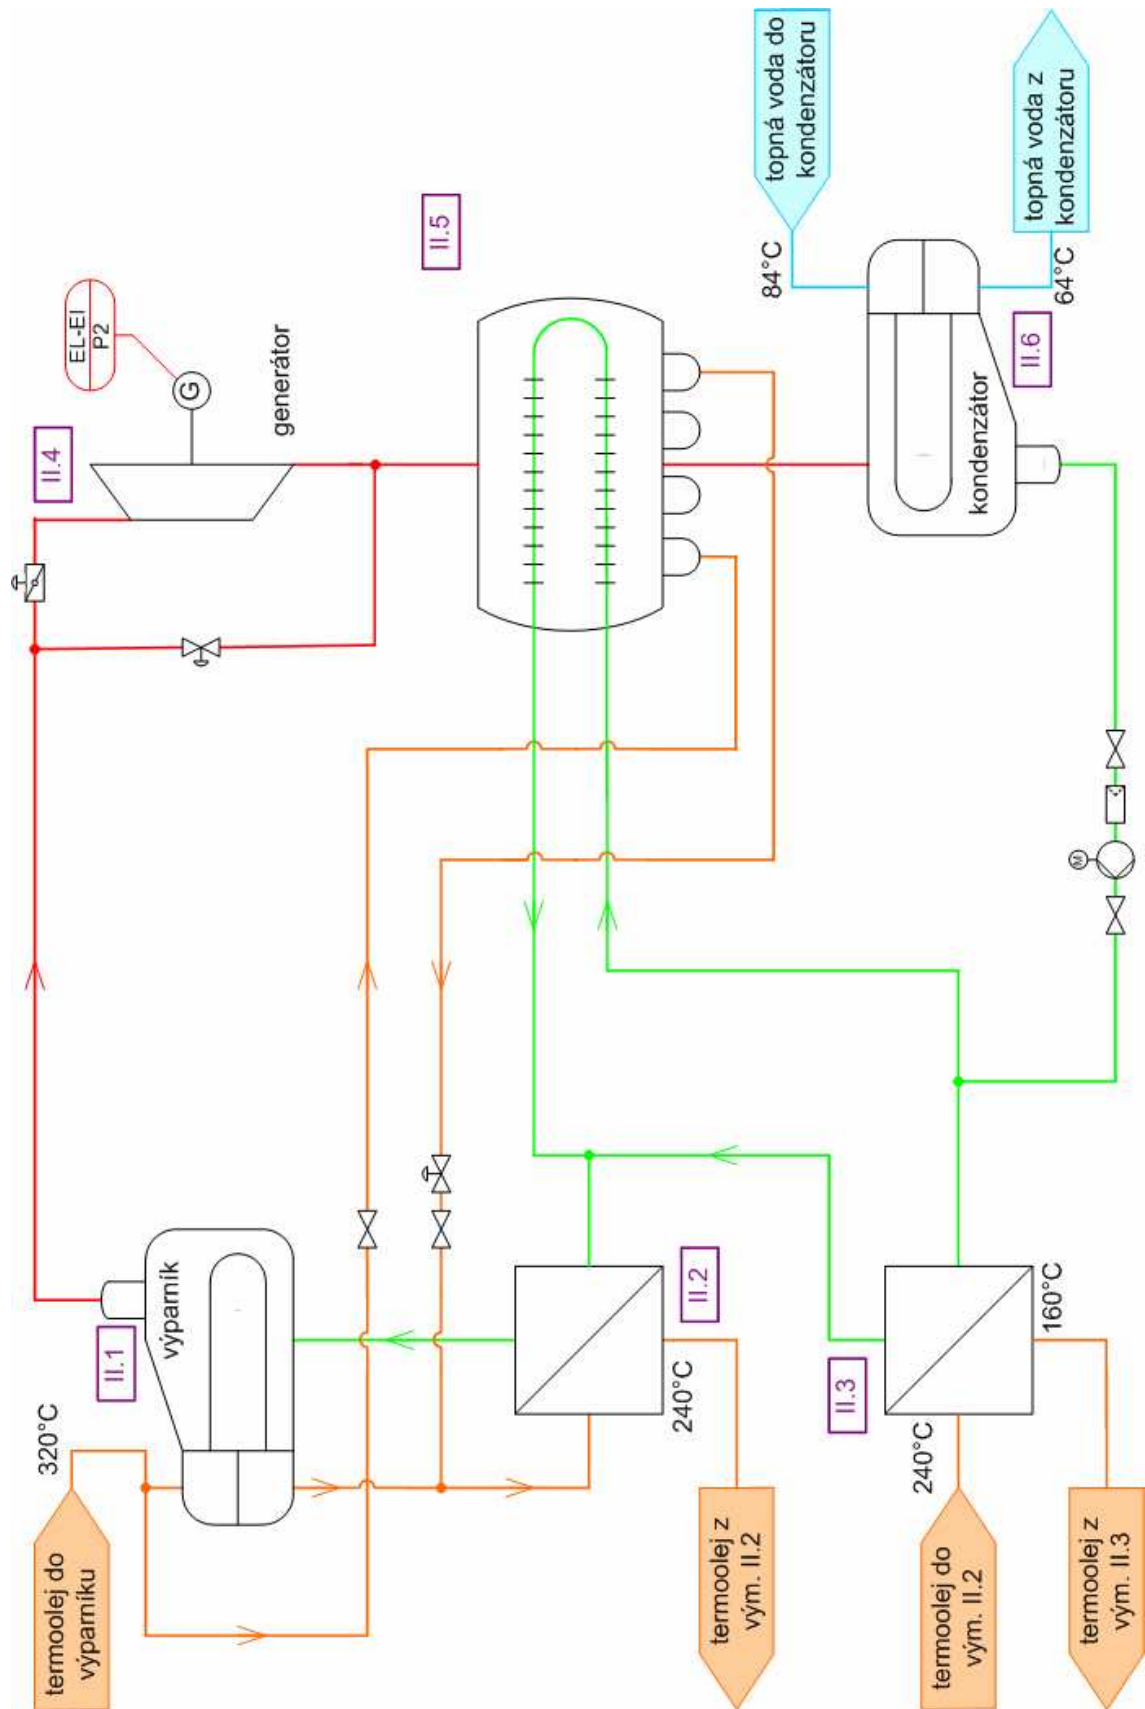 termoolej do
výparníku
320°C
II.1
výparník
II.4
EL-EI
P2
G
generátor
II.5
topná voda do
kondenzátoru
84°C
topná voda z
kondenzátoru
64°C
II.6
kondenzátor
M
II.2
240°C
termoolej z
vým. II.2
II.3
240°C
termoolej do
vým. II.2
160°C
termoolej z
vým. II.3